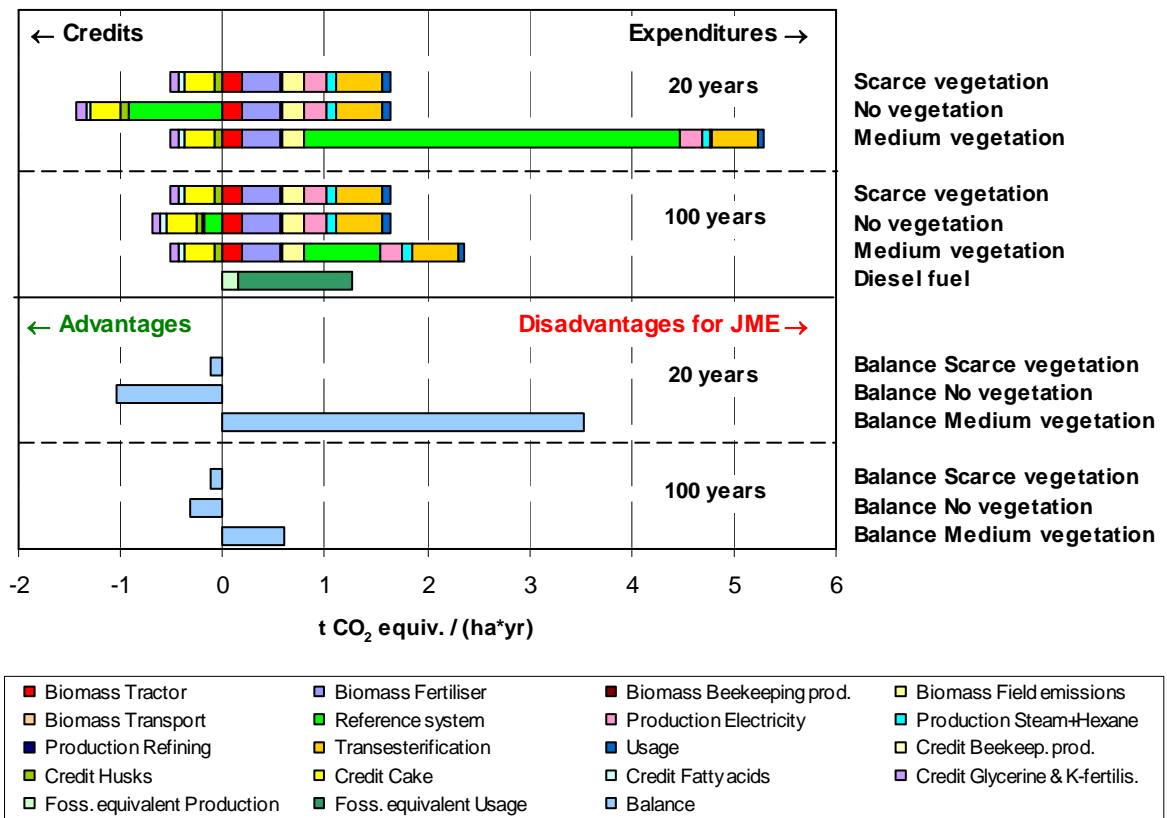 ← Credits Expenditures →
20 years
Scarce vegetation
No vegetation
Medium vegetation
100 years
Scarce vegetation
No vegetation
Medium vegetation
Diesel fuel
← Advantages Disadvantages for JME →
20 years
Balance Scarce vegetation
Balance No vegetation
Balance Medium vegetation
100 years
Balance Scarce vegetation
Balance No vegetation
Balance Medium vegetation
-2 -1 0 1 2 3 4 5 6
t CO₂ equiv. / (ha*yr)
Biomass Tractor Biomass Fertiliser Biomass Beekeeping prod. Biomass Field emissions
Biomass Transport Reference system Production Electricity Production Steam+Hexane
Production Refining Transesterification Usage Credit Beekeep. prod.
Credit Husks Credit Cake Credit Fatty acids Credit Glycerine & K-fertilis.
Foss. equivalent Production Foss. equivalent Usage Balance